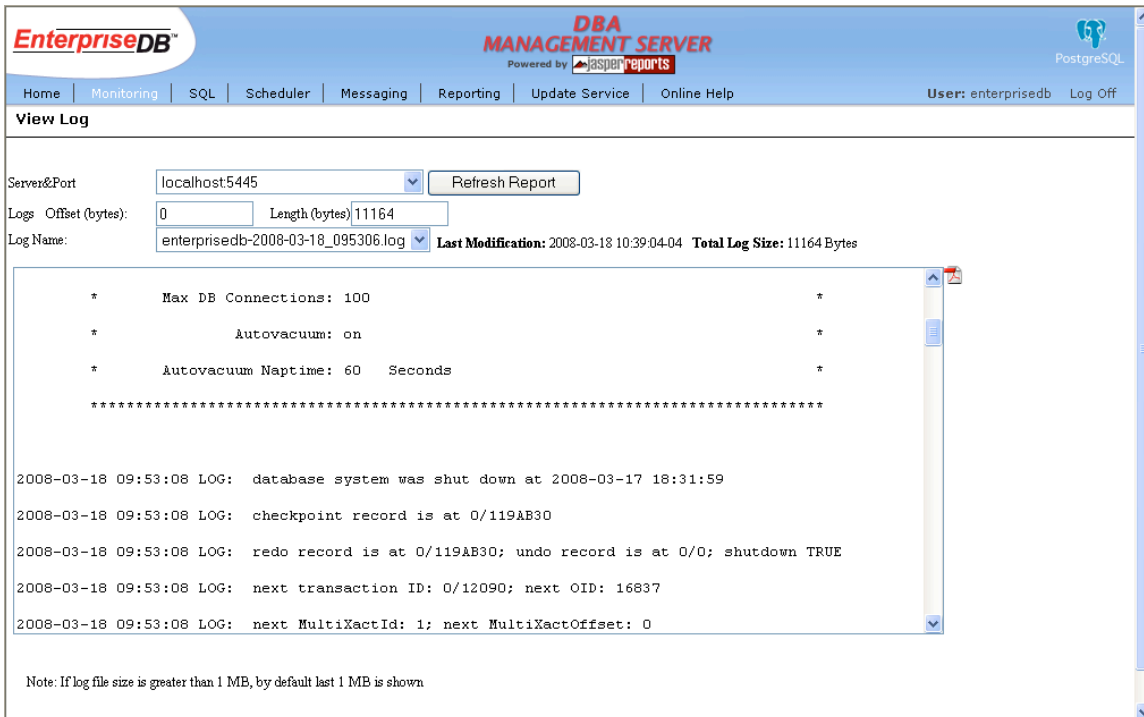 EnterpriseDB™
DBA
MANAGEMENT SERVER
Powered by jasperreports
PostgreSQL
Home | Monitoring | SQL | Scheduler | Messaging | Reporting | Update Service | Online Help User: enterprisedb Log Off
View Log
Server&Port localhost:5445 Refresh Report
Logs Offset (bytes): 0 Length (bytes) 11164
Log Name: enterprisedb-2008-03-18_095306.log Last Modification: 2008-03-18 10:39:04-04 Total Log Size: 11164 Bytes
* Max DB Connections: 100 *
* Autovacuum: on *
* Autovacuum Naptime: 60 Seconds *
*********************************************************************************
2008-03-18 09:53:08 LOG: database system was shut down at 2008-03-17 18:31:59
2008-03-18 09:53:08 LOG: checkpoint record is at 0/119AB30
2008-03-18 09:53:08 LOG: redo record is at 0/119AB30; undo record is at 0/0; shutdown TRUE
2008-03-18 09:53:08 LOG: next transaction ID: 0/12090; next OID: 16837
2008-03-18 09:53:08 LOG: next MultiXactId: 1; next MultiXactOffset: 0
Note: If log file size is greater than 1 MB, by default last 1 MB is shown